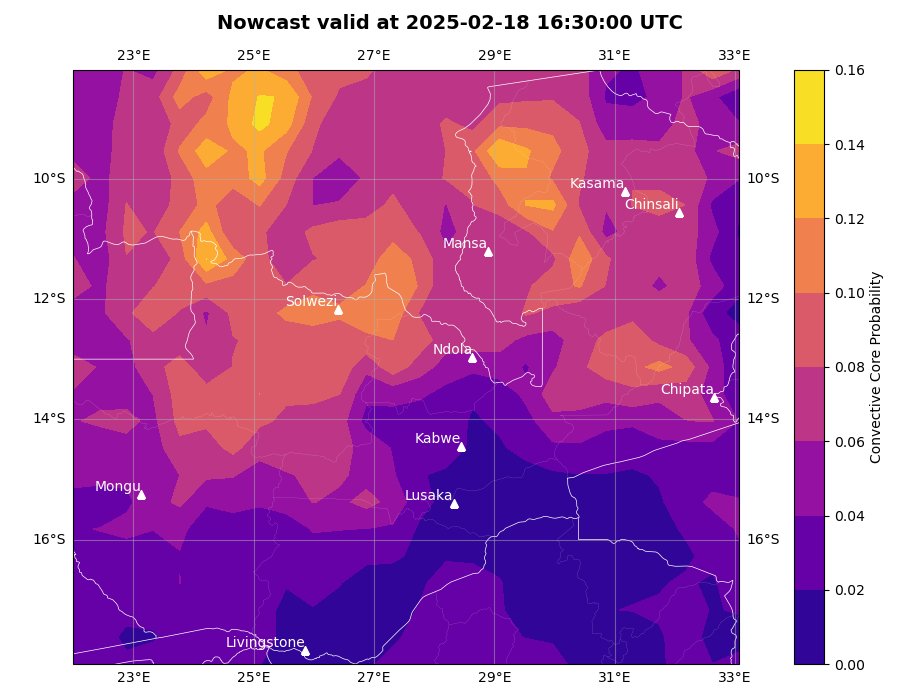 Nowcast valid at 2025-02-18 16:30:00 UTC
23°E 25°E 27°E 29°E 31°E 33°E
0.16
0.14
10°S Kasama 10°S
Chinsali
0.12
Mansa
0.10
12°S Solwezi 12°S
Ndola
0.08
Chipata
14°S 14°S
Kabwe
0.06
Mongu Lusaka
0.04
16°S 16°S
0.02
Livingstone
0.00
23°E 25°E 27°E 29°E 31°E 33°E
Convective Core Probability